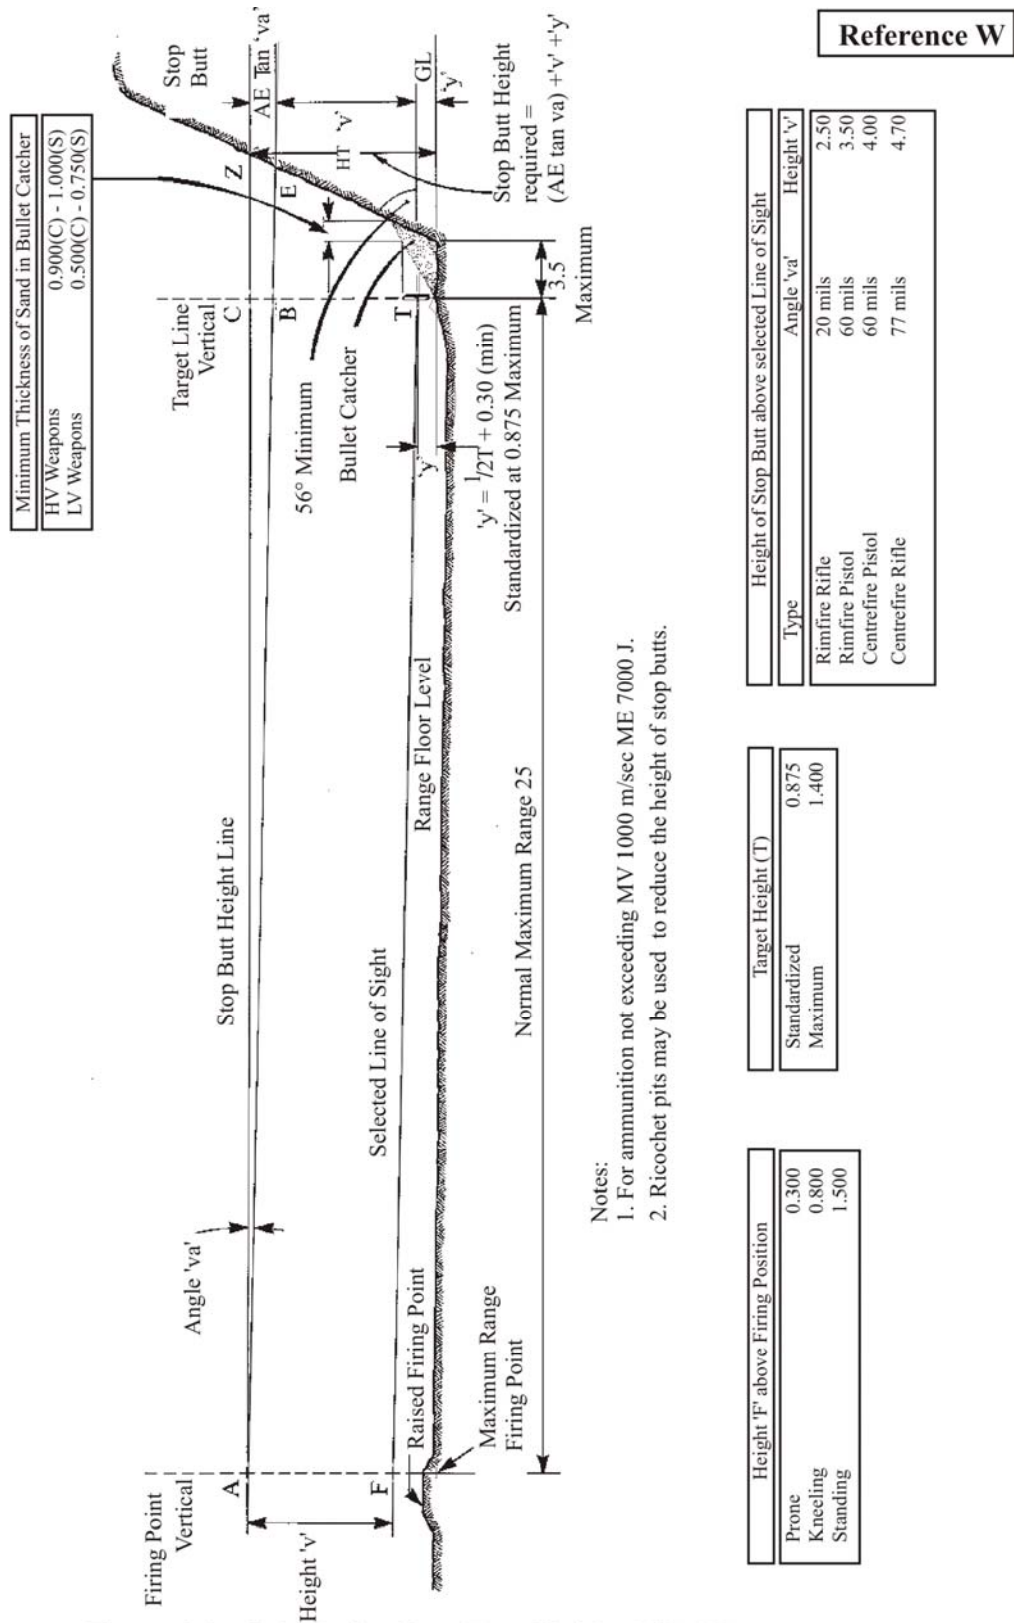 Reference W
Minimum Thickness of Sand in Bullet Catcher
HV Weapons 0.900(C) - 1.000(S)
LV Weapons 0.500(C) - 0.750(S)
Firing Point
Vertical
A
Height 'v'
F
Angle 'va'
Stop Butt Height Line
Selected Line of Sight
Raised Firing Point
Maximum Range
Firing Point
Range Floor Level
Normal Maximum Range 25
Target Line
Vertical
C
B
T
56° Minimum
Bullet Catcher
'y'
'y' = 1/2T + 0.30 (min)
Standardized at 0.875 Maximum
3.5
Maximum
Stop
Butt
Z
E
AE Tan 'va'
HT 'v'
GL
'y'
Stop Butt Height
required =
(AE tan va) +'v' +'y'
Notes:
1. For ammunition not exceeding MV 1000 m/sec ME 7000 J.
2. Ricochet pits may be used to reduce the height of stop butts.
Height 'F' above Firing Position
Prone 0.300
Kneeling 0.800
Standing 1.500
Target Height (T)
Standardized 0.875
Maximum 1.400
Height of Stop Butt above selected Line of Sight
Type Angle 'va' Height 'v'
Rimfire Rifle 20 mils 2.50
Rimfire Pistol 60 mils 3.50
Centrefire Pistol 60 mils 4.00
Centrefire Rifle 77 mils 4.70